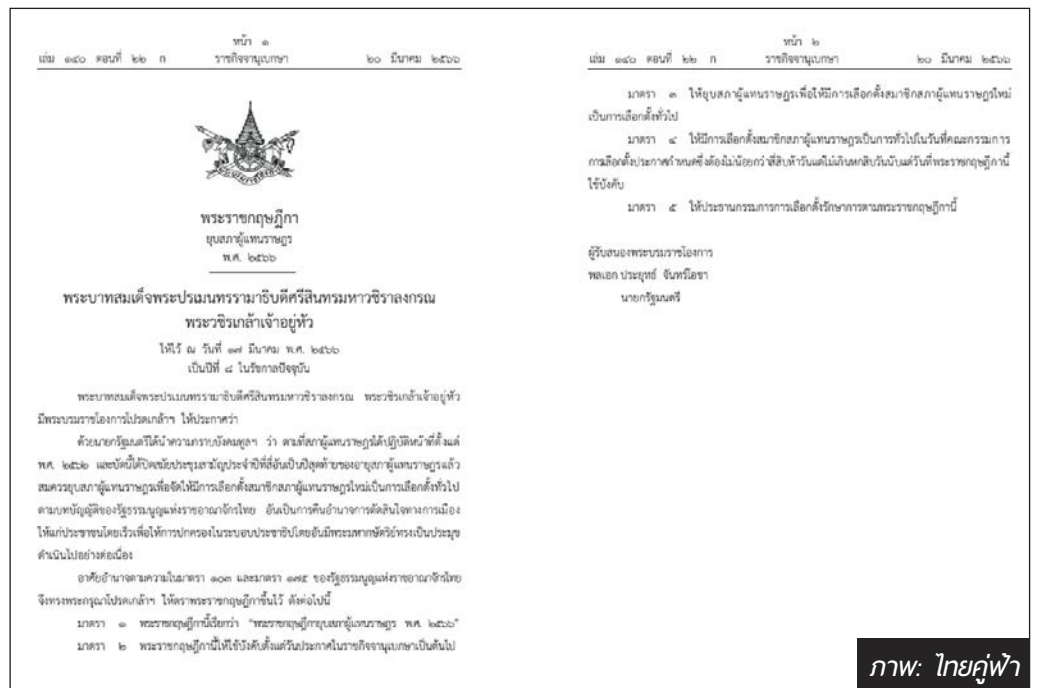 หน้า ๑
เล่ม ๑๔๐ ตอนที่ ๒๒ ก ราชกิจจานุเบกษา ๒๐ มีนาคม ๒๕๖๖
พระราชกฤษฎีกา
ยุบสภาผู้แทนราษฎร
พ.ศ. ๒๕๖๖
พระบาทสมเด็จพระปรเมนทรรามาธิบดีศรีสินทรมหาวชิราลงกรณ
พระวชิรเกล้าเจ้าอยู่หัว
ให้ไว้ ณ วันที่ ๑๗ มีนาคม พ.ศ. ๒๕๖๖
เป็นปีที่ ๘ ในรัชกาลปัจจุบัน
พระบาทสมเด็จพระปรเมนทรรามาธิบดีศรีสินทรมหาวชิราลงกรณ พระวชิรเกล้าเจ้าอยู่หัว
มีพระบรมราชโองการโปรดเกล้าฯ ให้ประกาศว่า
ด้วยนายกรัฐมนตรีได้นำความกราบบังคมทูลฯ ว่า ตามที่สภาผู้แทนราษฎรได้ปฏิบัติหน้าที่ตั้งแต่
พ.ศ. ๒๕๖๒ และบัดนี้ได้ปิดสมัยประชุมสามัญประจำปีที่สี่อันเป็นปีสุดท้ายของอายุสภาผู้แทนราษฎรแล้ว
สมควรยุบสภาผู้แทนราษฎรเพื่อจัดให้มีการเลือกตั้งสมาชิกสภาผู้แทนราษฎรใหม่เป็นการเลือกตั้งทั่วไป
ตามบทบัญญัติของรัฐธรรมนูญแห่งราชอาณาจักรไทย อันเป็นการคืนอำนาจการตัดสินใจทางการเมือง
ให้แก่ประชาชนโดยเร็วเพื่อให้การปกครองในระบอบประชาธิปไตยอันมีพระมหากษัตริย์ทรงเป็นประมุข
ดำเนินไปอย่างต่อเนื่อง
อาศัยอำนาจตามความในมาตรา ๑๐๓ และมาตรา ๑๗๕ ของรัฐธรรมนูญแห่งราชอาณาจักรไทย
จึงทรงพระกรุณาโปรดเกล้าฯ ให้ตราพระราชกฤษฎีกาขึ้นไว้ ดังต่อไปนี้
มาตรา ๑ พระราชกฤษฎีกานี้เรียกว่า “พระราชกฤษฎีกายุบสภาผู้แทนราษฎร พ.ศ. ๒๕๖๖”
มาตรา ๒ พระราชกฤษฎีกานี้ให้ใช้บังคับตั้งแต่วันประกาศในราชกิจจานุเบกษาเป็นต้นไป
หน้า ๒
เล่ม ๑๔๐ ตอนที่ ๒๒ ก ราชกิจจานุเบกษา ๒๐ มีนาคม ๒๕๖๖
มาตรา ๓ ให้ยุบสภาผู้แทนราษฎรเพื่อให้มีการเลือกตั้งสมาชิกสภาผู้แทนราษฎรใหม่
เป็นการเลือกตั้งทั่วไป
มาตรา ๔ ให้มีการเลือกตั้งสมาชิกสภาผู้แทนราษฎรเป็นการทั่วไปในวันที่คณะกรรมการ
การเลือกตั้งประกาศกำหนดซึ่งต้องไม่น้อยกว่าสี่สิบห้าวันแต่ไม่เกินหกสิบวันนับแต่วันที่พระราชกฤษฎีกานี้
ใช้บังคับ
มาตรา ๕ ให้ประธานกรรมการการเลือกตั้งรักษาการตามพระราชกฤษฎีกานี้
ผู้รับสนองพระบรมราชโองการ
พลเอก ประยุทธ์ จันทร์โอชา
นายกรัฐมนตรี
ภาพ: ไทยคู่ฟ้า